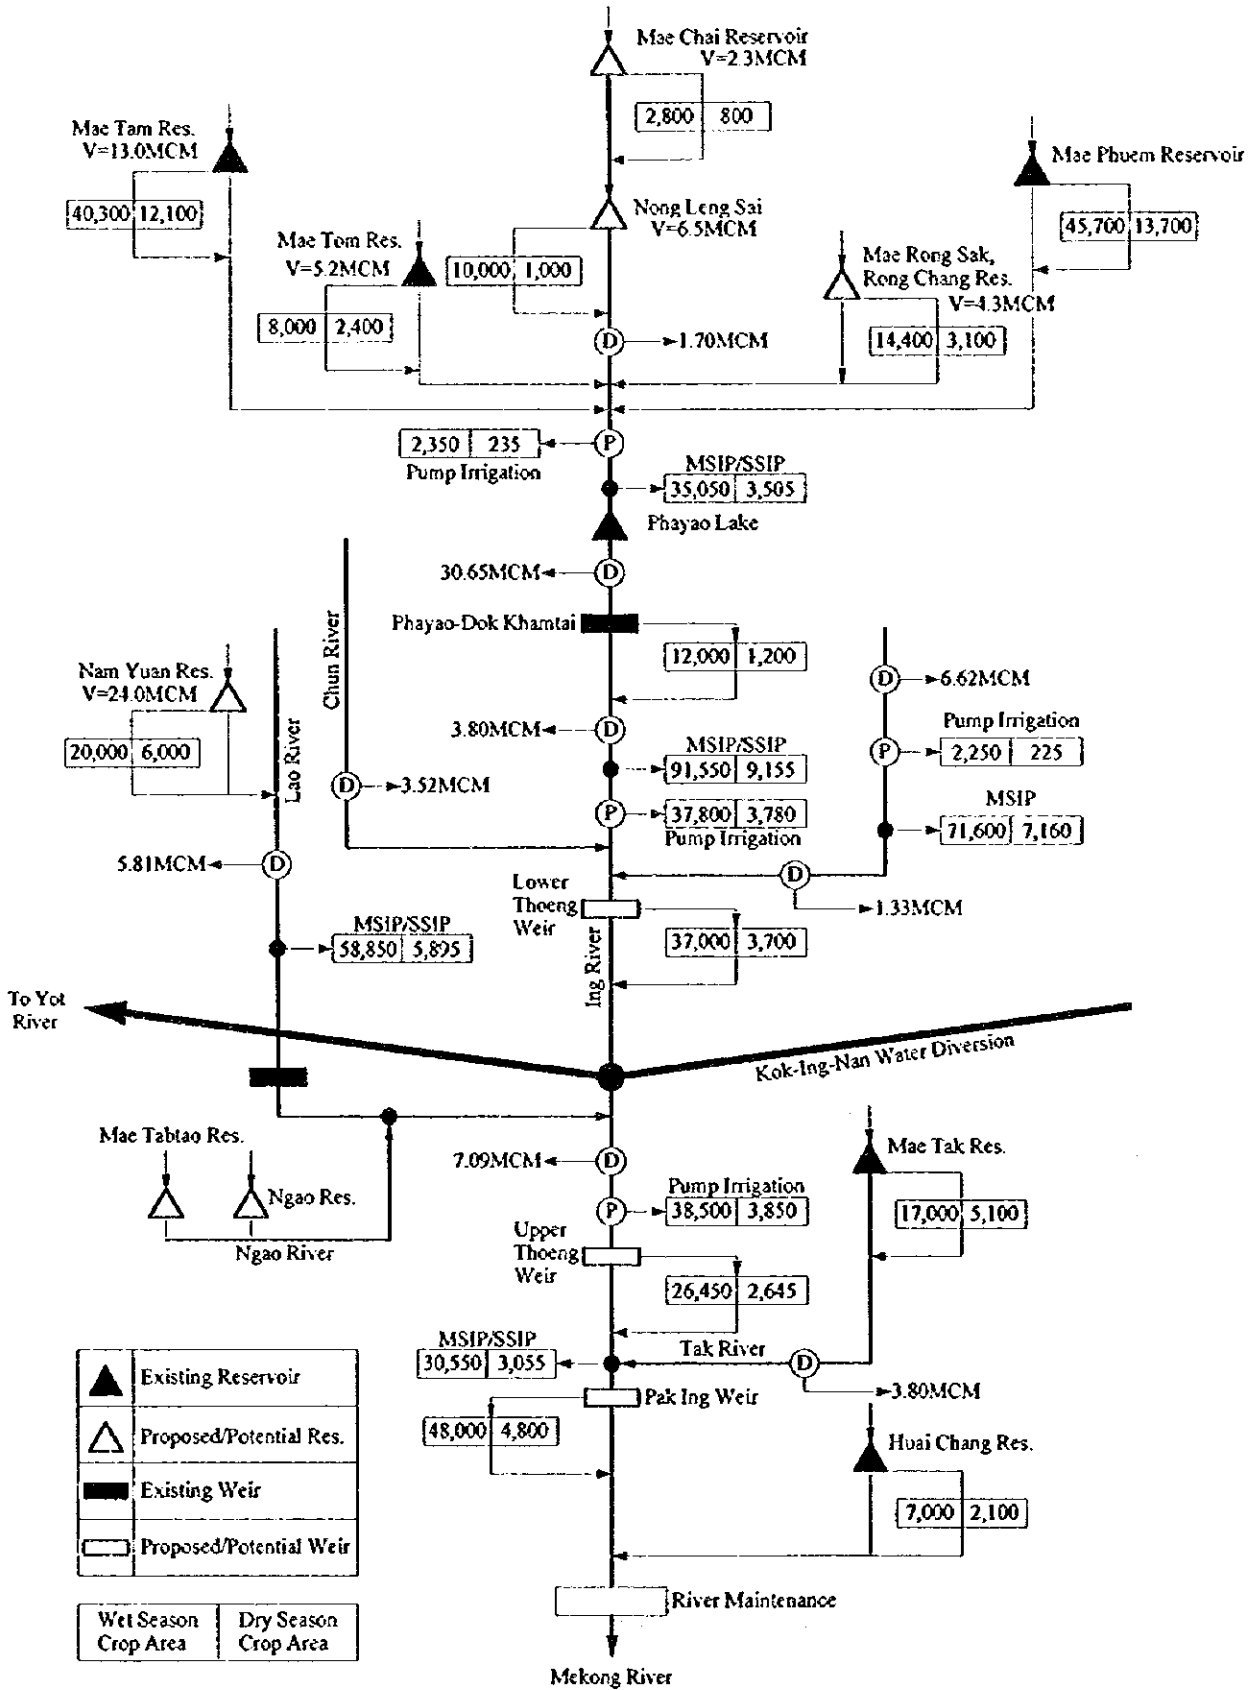 Mae Chai Reservoir
V=2.3MCM
2,800 800
Mae Tam Res.
V=13.0MCM
40,300 12,100
Mae Phuem Reservoir
45,700 13,700
Nong Leng Sai
V=6.5MCM
10,000 1,000
Mae Tom Res.
V=5.2MCM
8,000 2,400
Mae Rong Sak,
Rong Chang Res.
V=4.3MCM
14,400 3,100
D 1.70MCM
2,350 235 P
Pump Irrigation
MSIP/SSIP
35,050 3,505
Phayao Lake
30.65MCM D
Phayao-Dok Khamtai
12,000 1,200
Chun River
D 6.62MCM
Nam Yuan Res.
V=24.0MCM
20,000 6,000
Lao River
3.80MCM D
Pump Irrigation
P 2,250 225
MSIP/SSIP
91,550 9,155
D 3.52MCM
P 37,800 3,780
Pump Irrigation
MSIP
71,600 7,160
5.81MCM D
D
1.33MCM
Lower
Thoeng
Weir
37,000 3,700
MSIP/SSIP
58,850 5,895
Ing River
To Yot
River
Kok-Ing-Nan Water Diversion
Mae Tabtao Res.
Ngao Res.
Ngao River
7.09MCM D
Mae Tak Res.
17,000 5,100
Pump Irrigation
P 38,500 3,850
Upper
Thoeng
Weir
26,450 2,645
MSIP/SSIP
30,550 3,055
Tak River
D
3.80MCM
Pak Ing Weir
48,000 4,800
Huai Chang Res.
7,000 2,100
Existing Reservoir
Proposed/Potential Res.
Existing Weir
Proposed/Potential Weir
Wet Season
Crop Area
Dry Season
Crop Area
River Maintenance
Mekong River